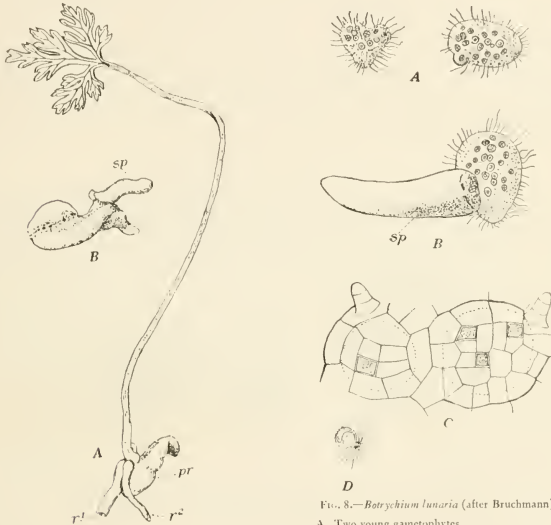 sp
B
A
pr
r¹
r²
A
sp
B
C
D
FIG. 8.—Botrychium lunaria (after Bruchmann)
A. Two young gametophytes